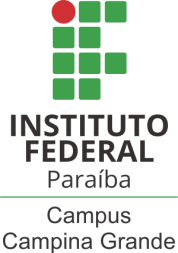 INSTITUTO
FEDERAL
Paraíba
Campus
Campina Grande